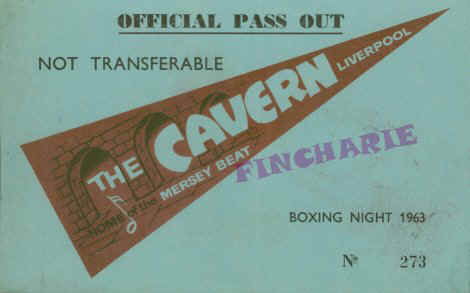 OFFICIAL PASS OUT
NOT TRANSFERABLE
THE CAVERN LIVERPOOL
HOME of the MERSEY BEAT
FINCHARIE
BOXING NIGHT 1963
Nº 273